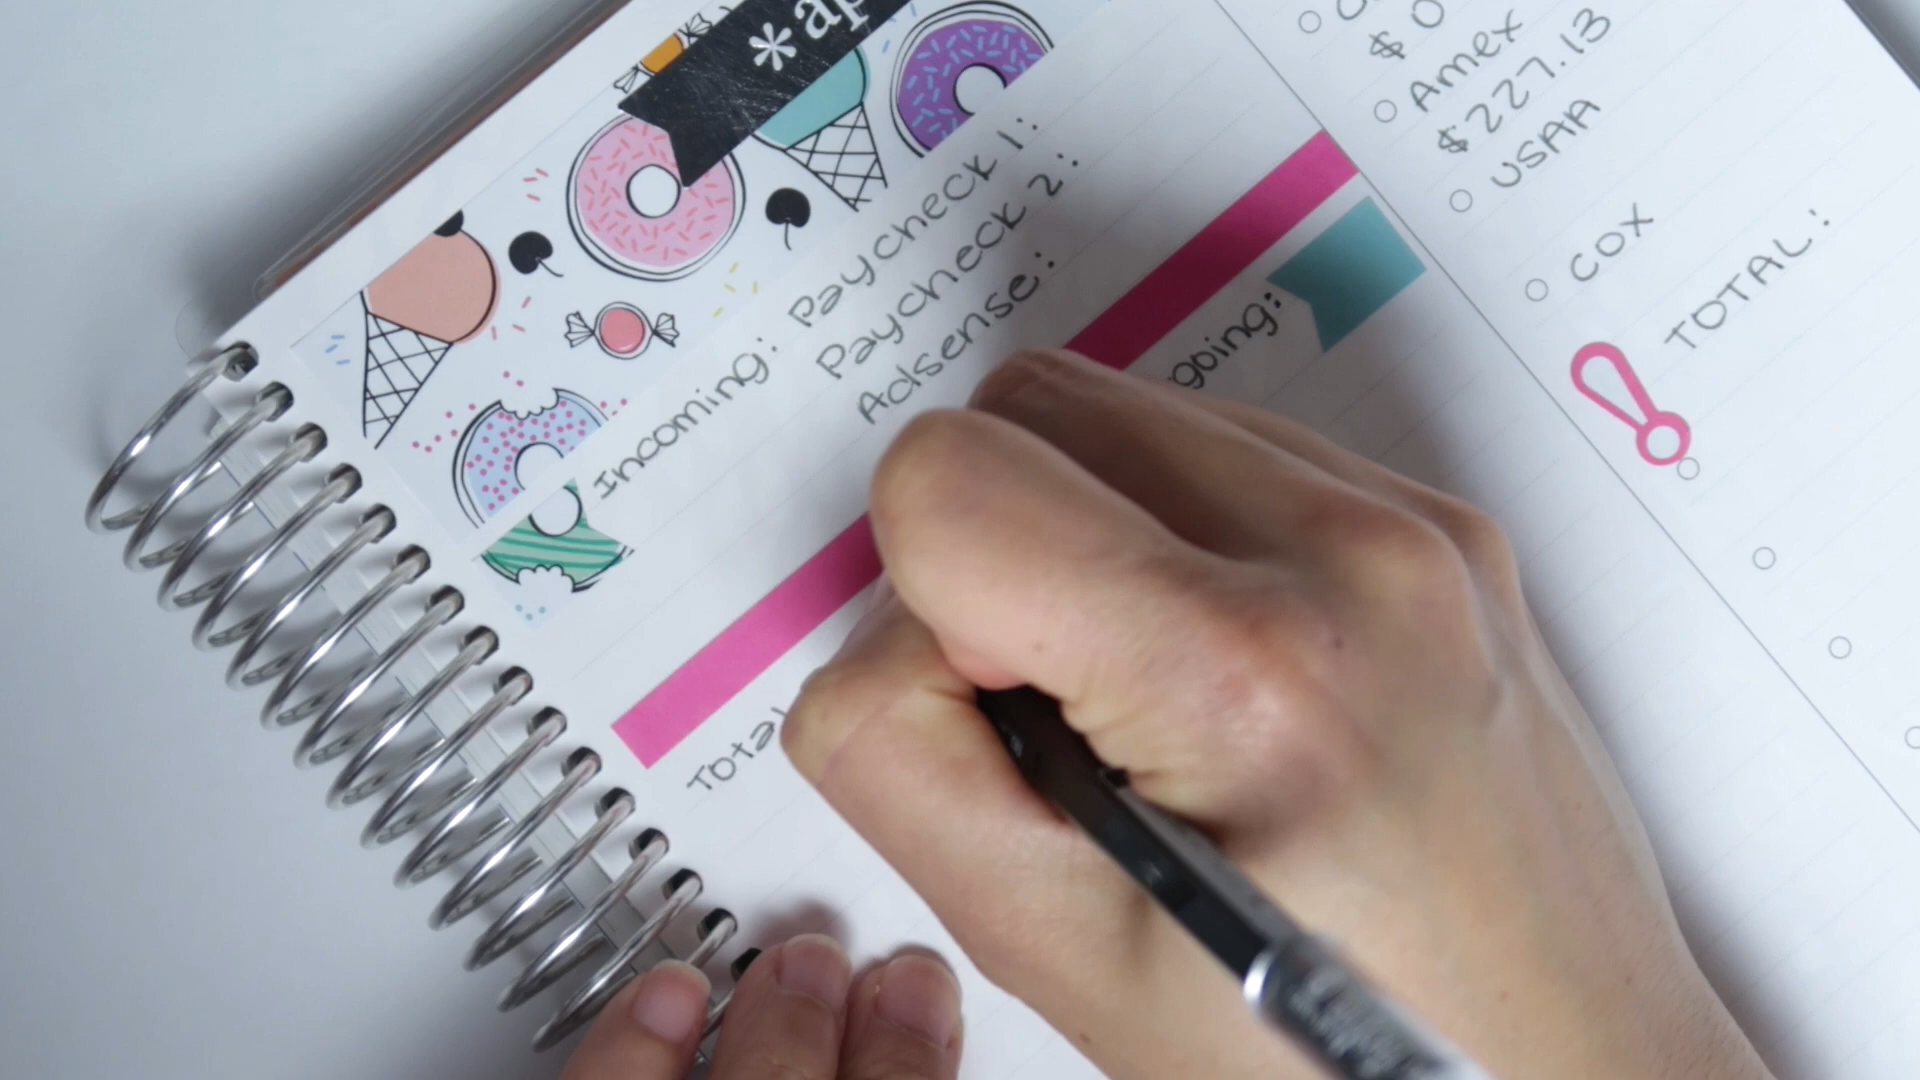 *ap
Incoming: Paycheck 1:
Paycheck 2:
Adsense:
going:
Total
$0
Amex
$227.13
USAA
COX
TOTAL: